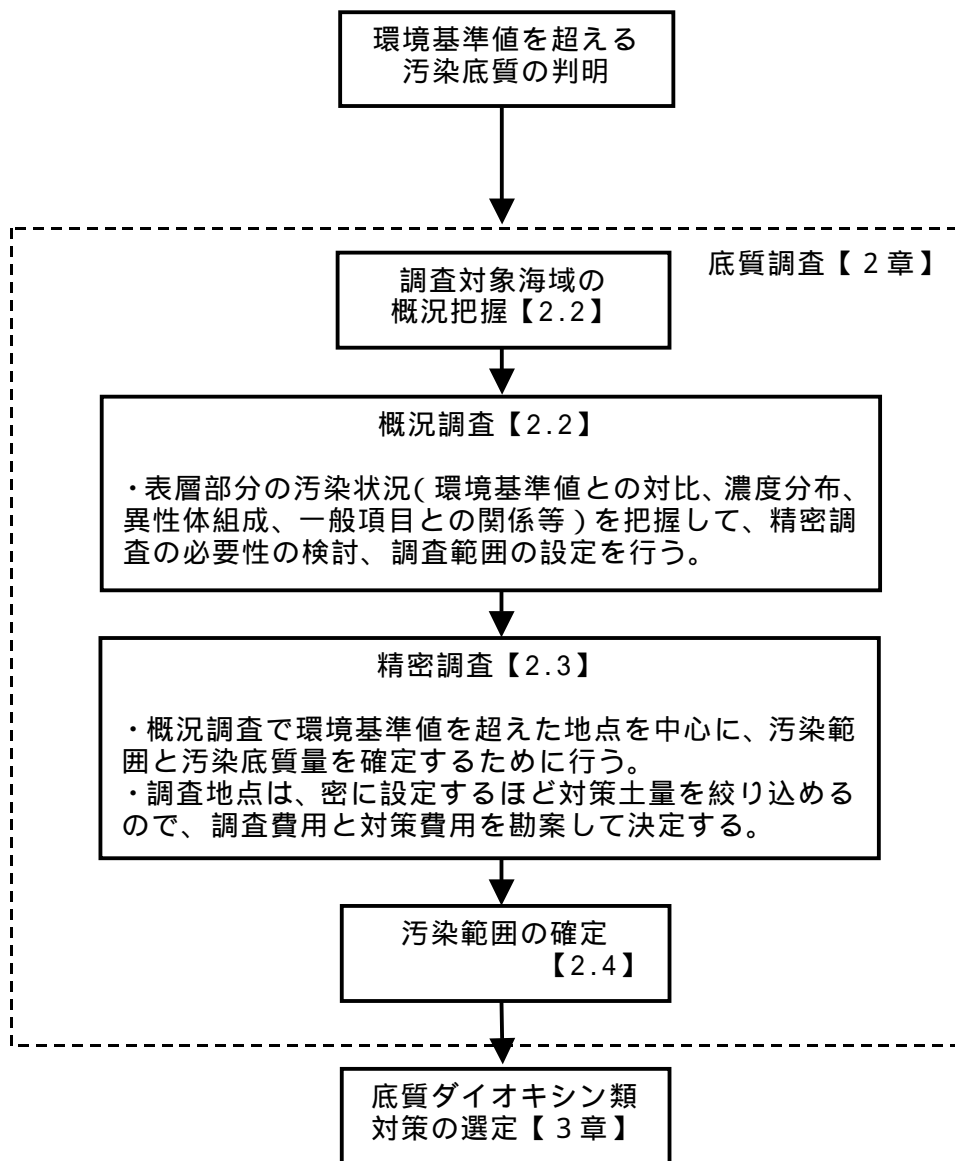 環境基準値を超える
汚染底質の判明
底質調査【２章】
調査対象海域の
概況把握【2.2】
概況調査【2.2】
・表層部分の汚染状況（環境基準値との対比、濃度分布、
異性体組成、一般項目との関係等）を把握して、精密調
査の必要性の検討、調査範囲の設定を行う。
精密調査【2.3】
・概況調査で環境基準値を超えた地点を中心に、汚染範
囲と汚染底質量を確定するために行う。
・調査地点は、密に設定するほど対策土量を絞り込める
ので、調査費用と対策費用を勘案して決定する。
汚染範囲の確定
【2.4】
底質ダイオキシン類
対策の選定【３章】